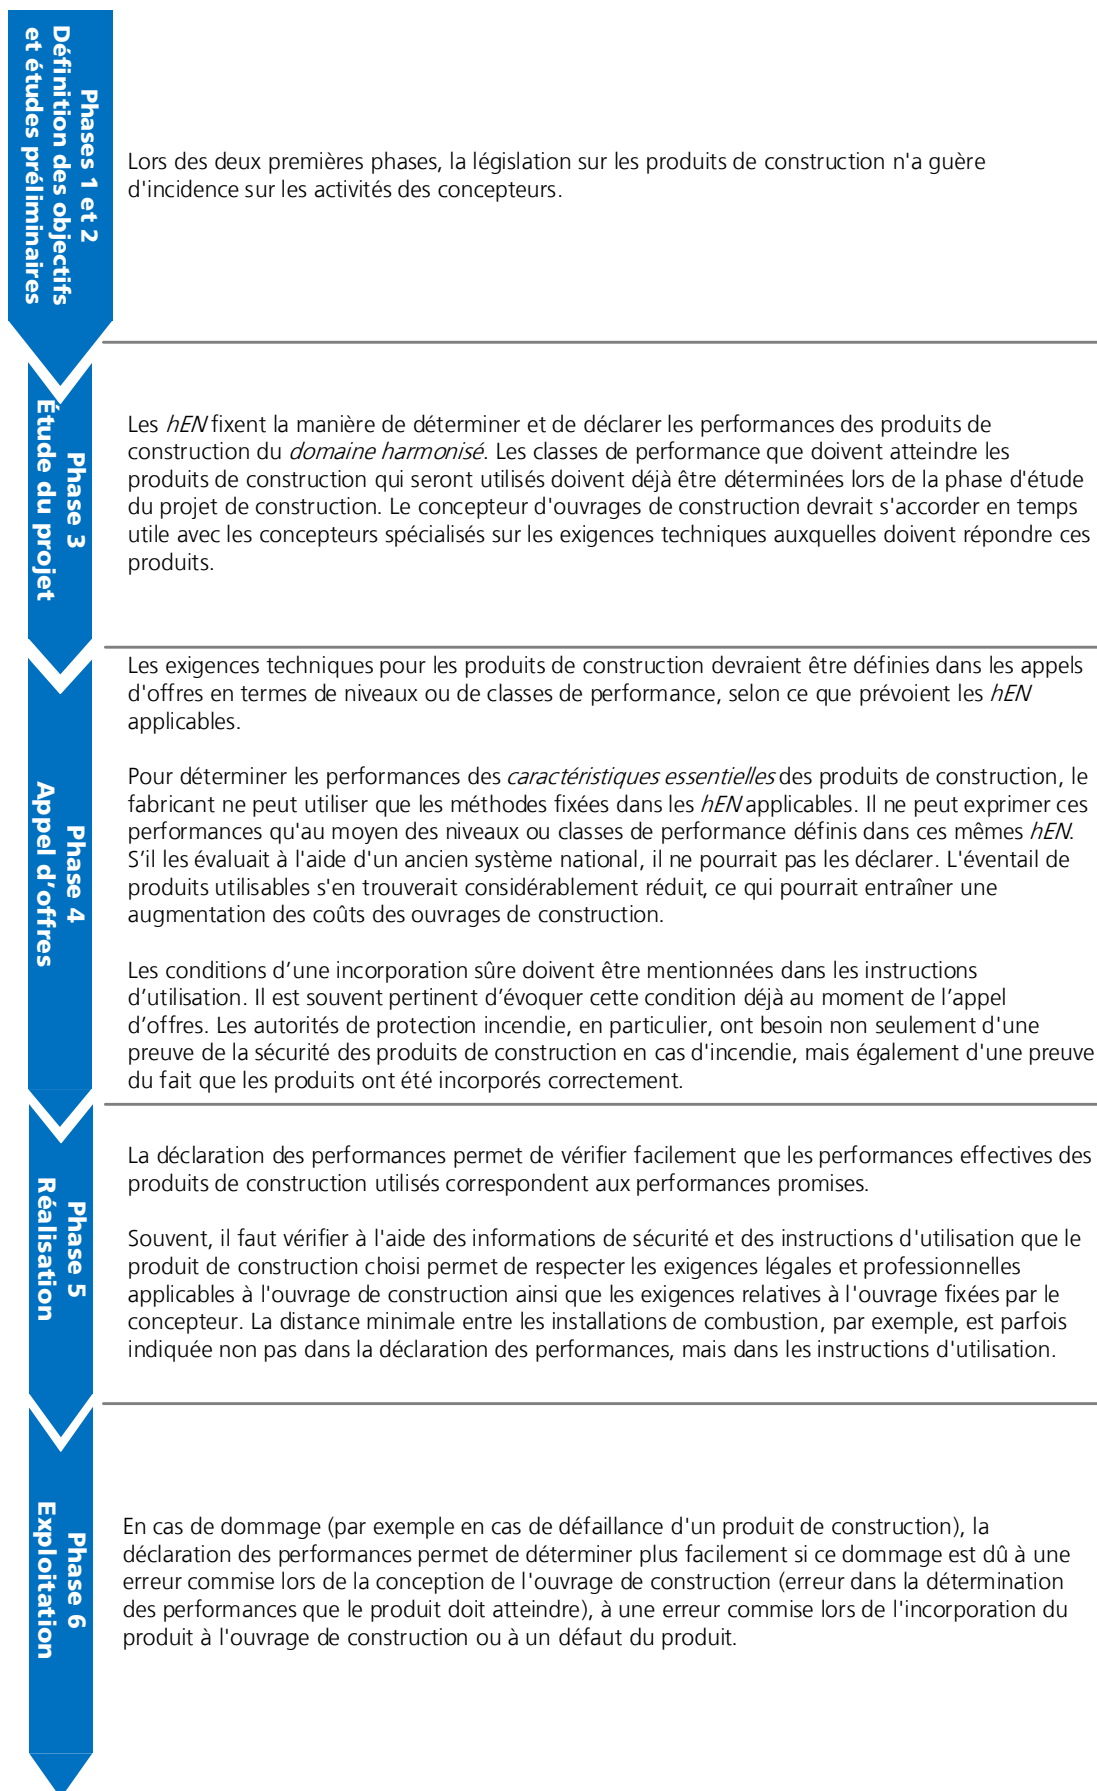 Phases 1 et 2
Définition des objectifs
et études préliminaires
Lors des deux premières phases, la législation sur les produits de construction n'a guère
d'incidence sur les activités des concepteurs.
Phase 3
Étude du projet
Les hEN fixent la manière de déterminer et de déclarer les performances des produits de
construction du domaine harmonisé. Les classes de performance que doivent atteindre les
produits de construction qui seront utilisés doivent déjà être déterminées lors de la phase d'étude
du projet de construction. Le concepteur d'ouvrages de construction devrait s'accorder en temps
utile avec les concepteurs spécialisés sur les exigences techniques auxquelles doivent répondre ces
produits.
Phase 4
Appel d’offres
Les exigences techniques pour les produits de construction devraient être définies dans les appels
d'offres en termes de niveaux ou de classes de performance, selon ce que prévoient les hEN
applicables.
Pour déterminer les performances des caractéristiques essentielles des produits de construction, le
fabricant ne peut utiliser que les méthodes fixées dans les hEN applicables. Il ne peut exprimer ces
performances qu'au moyen des niveaux ou classes de performance définis dans ces mêmes hEN.
S’il les évaluait à l'aide d'un ancien système national, il ne pourrait pas les déclarer. L'éventail de
produits utilisables s'en trouverait considérablement réduit, ce qui pourrait entraîner une
augmentation des coûts des ouvrages de construction.
Les conditions d’une incorporation sûre doivent être mentionnées dans les instructions
d’utilisation. Il est souvent pertinent d’évoquer cette condition déjà au moment de l’appel
d’offres. Les autorités de protection incendie, en particulier, ont besoin non seulement d'une
preuve de la sécurité des produits de construction en cas d'incendie, mais également d'une preuve
du fait que les produits ont été incorporés correctement.
Phase 5
Réalisation
La déclaration des performances permet de vérifier facilement que les performances effectives des
produits de construction utilisés correspondent aux performances promises.
Souvent, il faut vérifier à l'aide des informations de sécurité et des instructions d'utilisation que le
produit de construction choisi permet de respecter les exigences légales et professionnelles
applicables à l'ouvrage de construction ainsi que les exigences relatives à l'ouvrage fixées par le
concepteur. La distance minimale entre les installations de combustion, par exemple, est parfois
indiquée non pas dans la déclaration des performances, mais dans les instructions d'utilisation.
Phase 6
Exploitation
En cas de dommage (par exemple en cas de défaillance d'un produit de construction), la
déclaration des performances permet de déterminer plus facilement si ce dommage est dû à une
erreur commise lors de la conception de l'ouvrage de construction (erreur dans la détermination
des performances que le produit doit atteindre), à une erreur commise lors de l'incorporation du
produit à l'ouvrage de construction ou à un défaut du produit.